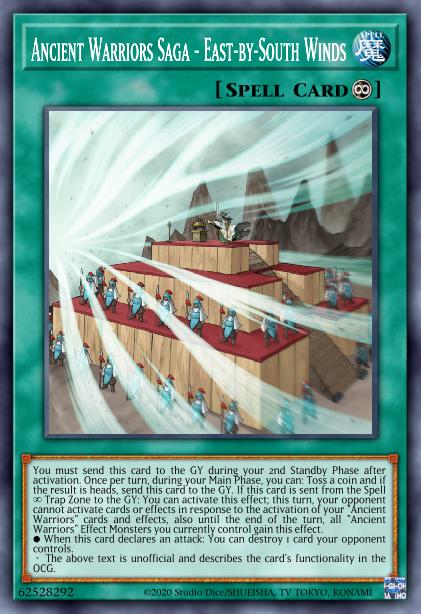 ANCIENT WARRIORS SAGA - EAST-BY-SOUTH WINDS
SPELL
魔
[SPELL CARD∞]
You must send this card to the GY during your 2nd Standby Phase after
activation. Once per turn, during your Main Phase, you can: Toss a coin and if
the result is heads, send this card to the GY. If this card is sent from the Spell
∞ Trap Zone to the GY: You can activate this effect; this turn, your opponent
cannot activate cards or effects in response to the activation of your "Ancient
Warriors" cards and effects, also until the end of the turn, all "Ancient
Warriors" Effect Monsters you currently control gain this effect.
● When this card declares an attack: You can destroy 1 card your opponent
controls.
· The above text is unofficial and describes the card's functionality in the
OCG.
62528292 ©2020 Studio Dice/SHUEISHA, TV TOKYO, KONAMI